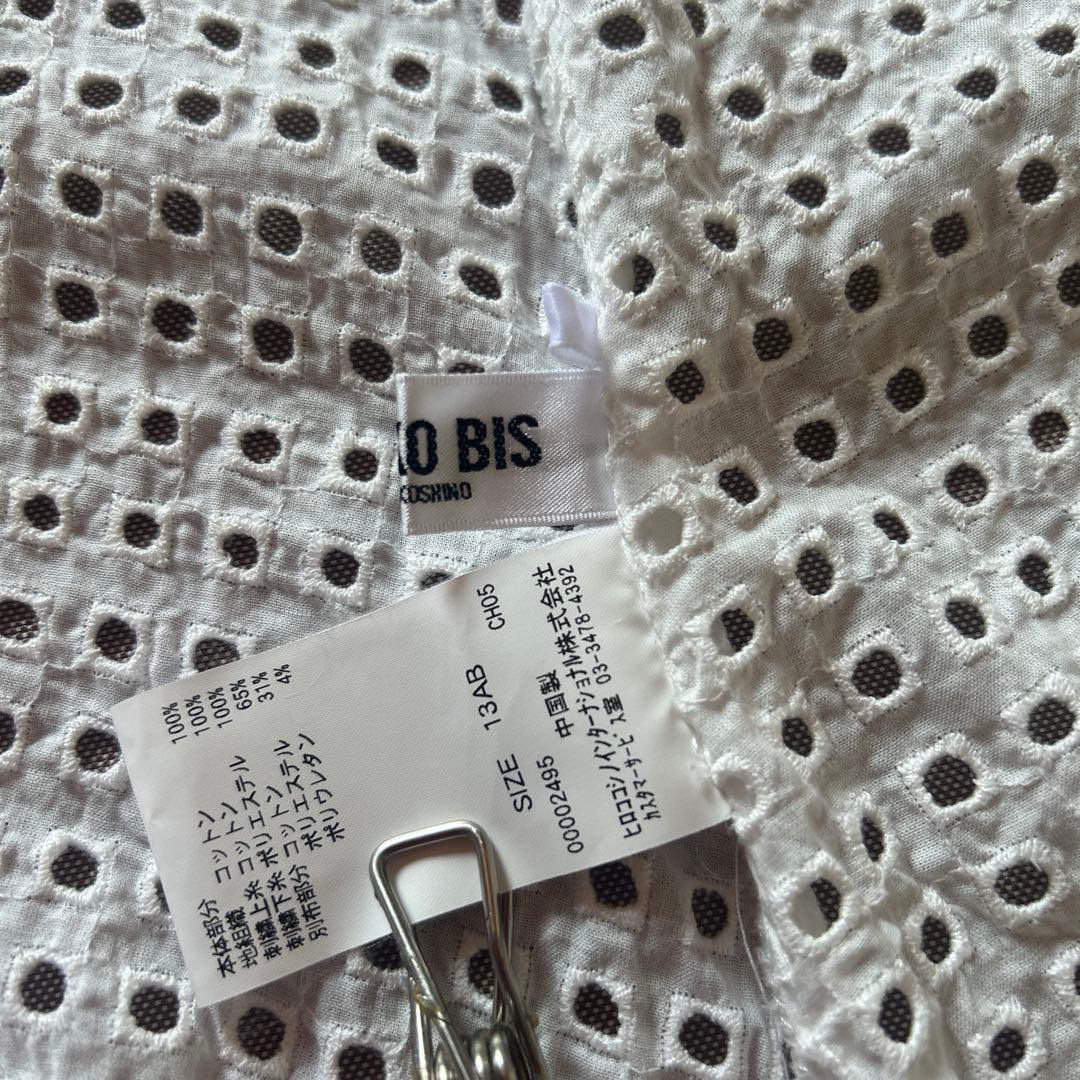 O BIS
KOSHINO
本体部分
地組織 コットン 100%
刺繍上糸 コットン 100%
刺繍下糸 ポリエステル 100%
別布部分 コットン 65%
ポリエステル 31%
ポリウレタン 4%
SIZE 13AB CH05
00002495 中国製
ヒロココシノインターナショナル株式会社
カスタマーサービス室 03-3478-4392